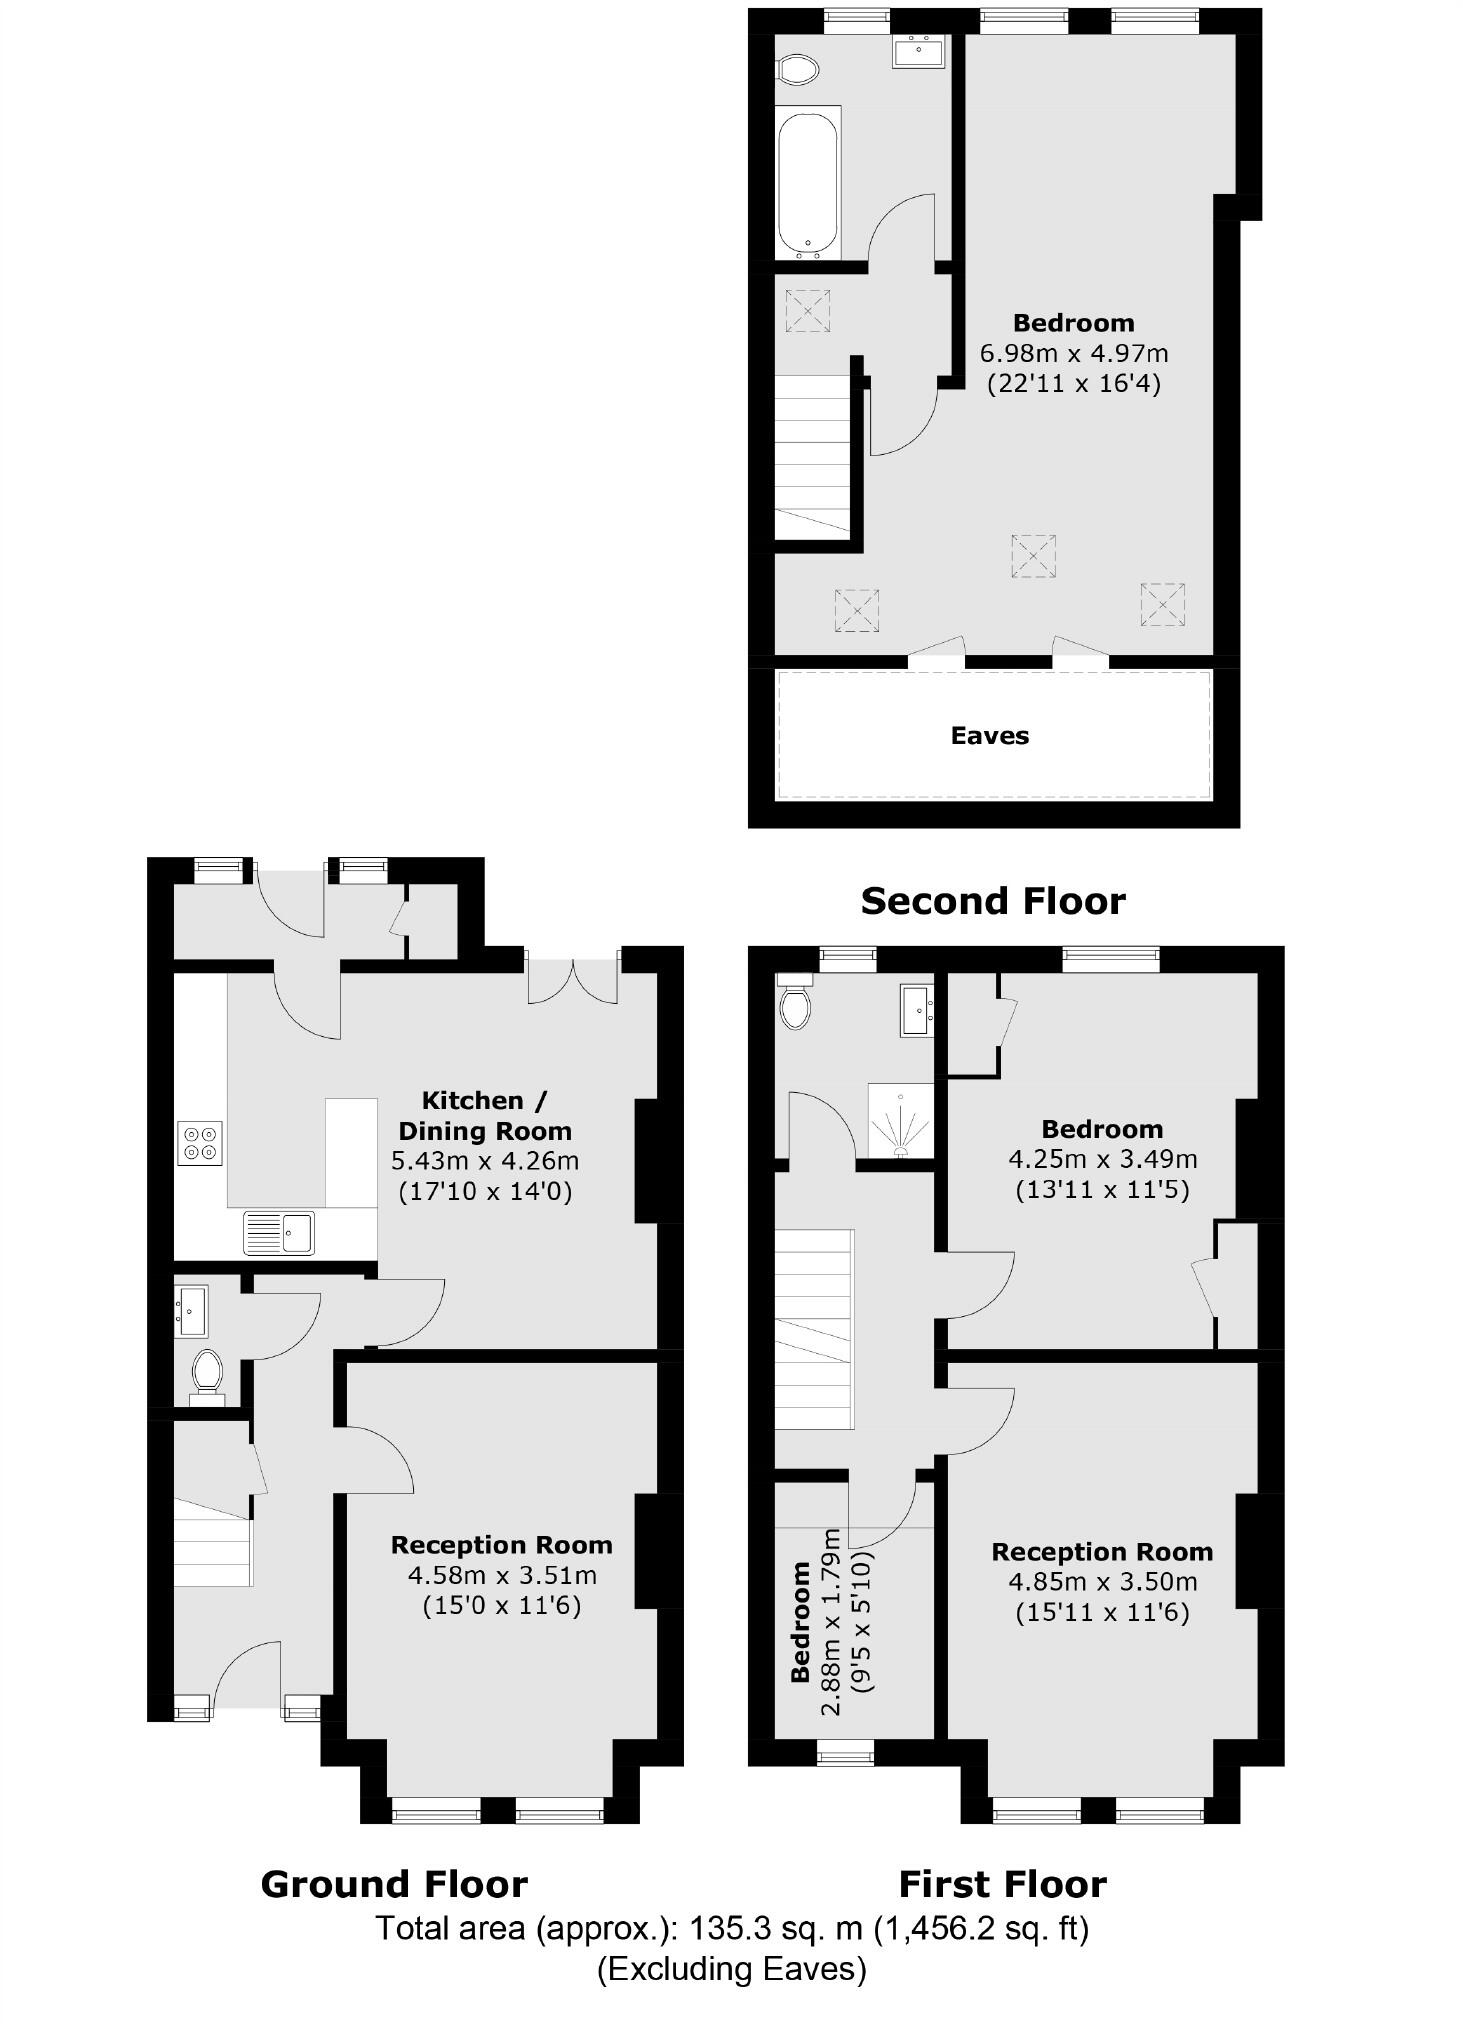 Bedroom
6.98m x 4.97m
(22'11 x 16'4)
Eaves
Second Floor
Kitchen /
Dining Room
5.43m x 4.26m
(17'10 x 14'0)
Reception Room
4.58m x 3.51m
(15'0 x 11'6)
Ground Floor
Bedroom
4.25m x 3.49m
(13'11 x 11'5)
Reception Room
4.85m x 3.50m
(15'11 x 11'6)
Bedroom
2.88m x 1.79m
(9'5 x 5'10)
First Floor
Total area (approx.): 135.3 sq. m (1,456.2 sq. ft)
(Excluding Eaves)